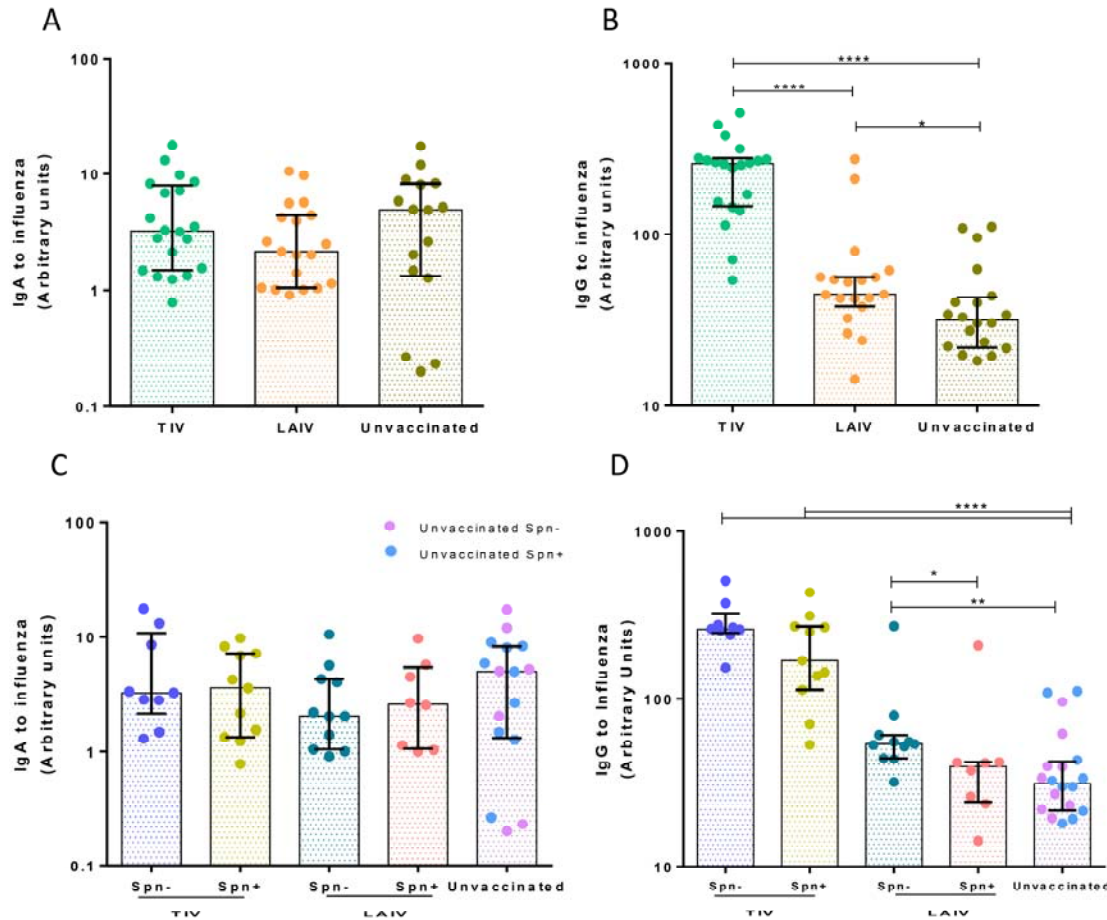 A
100
10
1
0.1
IgA to influenza
(Arbitrary units)
TIV
LAIV
Unvaccinated
B
****
****
*
1000
100
10
IgG to influenza
(Arbitrary units)
TIV
LAIV
Unvaccinated
C
Unvaccinated Spn-
Unvaccinated Spn+
100
10
1
0.1
IgA to influenza
(Arbitrary units)
Spn-
Spn+
Spn-
Spn+
Unvaccinated
TIV
LAIV
D
****
*
**
1000
100
10
IgG to Influenza
(Arbitrary Units)
Spn-
Spn+
Spn-
Spn+
Unvaccinated
TIV
LAIV